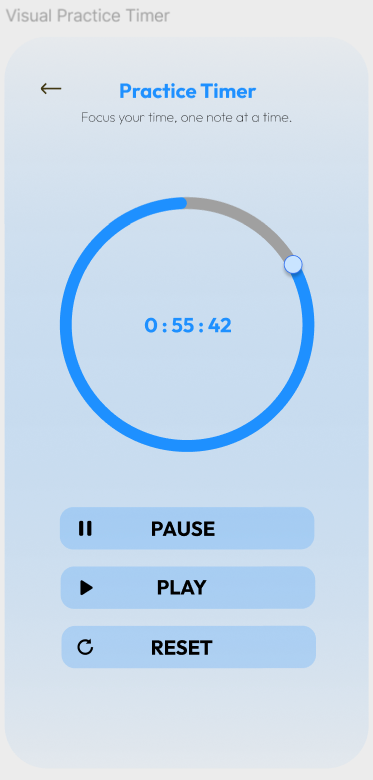 Visual Practice Timer
Practice Timer
Focus your time, one note at a time.
0 : 55 : 42
PAUSE
PLAY
RESET